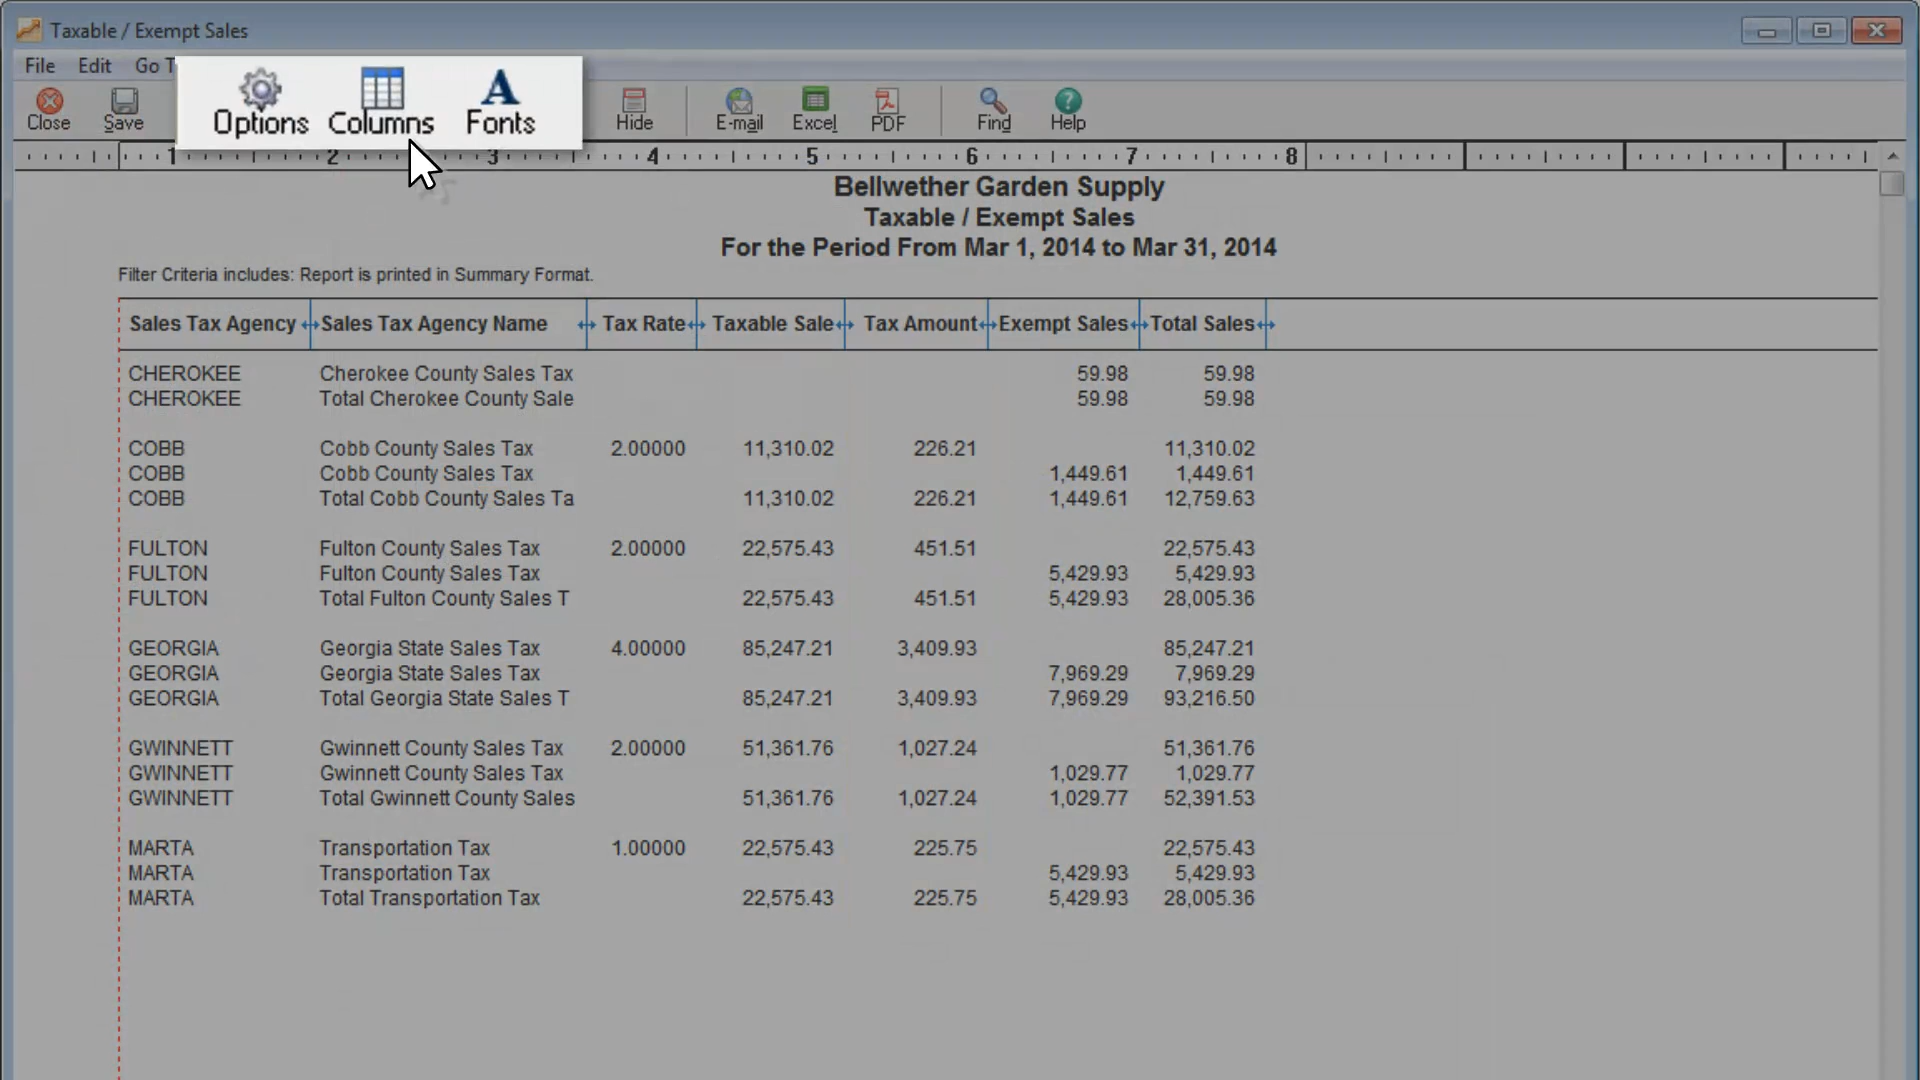 Taxable / Exempt Sales
File Edit Go T
Close Save Options Columns Fonts Hide E-mail Excel PDF Find Help
1 2 3 4 5 6 7 8
Bellwether Garden Supply
Taxable / Exempt Sales
For the Period From Mar 1, 2014 to Mar 31, 2014
Filter Criteria includes: Report is printed in Summary Format.
Sales Tax Agency Sales Tax Agency Name Tax Rate Taxable Sale Tax Amount Exempt Sales Total Sales
CHEROKEE Cherokee County Sales Tax 59.98 59.98
CHEROKEE Total Cherokee County Sale 59.98 59.98
COBB Cobb County Sales Tax 2.00000 11,310.02 226.21 11,310.02
COBB Cobb County Sales Tax 1,449.61 1,449.61
COBB Total Cobb County Sales Ta 11,310.02 226.21 1,449.61 12,759.63
FULTON Fulton County Sales Tax 2.00000 22,575.43 451.51 22,575.43
FULTON Fulton County Sales Tax 5,429.93 5,429.93
FULTON Total Fulton County Sales T 22,575.43 451.51 5,429.93 28,005.36
GEORGIA Georgia State Sales Tax 4.00000 85,247.21 3,409.93 85,247.21
GEORGIA Georgia State Sales Tax 7,969.29 7,969.29
GEORGIA Total Georgia State Sales T 85,247.21 3,409.93 7,969.29 93,216.50
GWINNETT Gwinnett County Sales Tax 2.00000 51,361.76 1,027.24 51,361.76
GWINNETT Gwinnett County Sales Tax 1,029.77 1,029.77
GWINNETT Total Gwinnett County Sales 51,361.76 1,027.24 1,029.77 52,391.53
MARTA Transportation Tax 1.00000 22,575.43 225.75 22,575.43
MARTA Transportation Tax 5,429.93 5,429.93
MARTA Total Transportation Tax 22,575.43 225.75 5,429.93 28,005.36